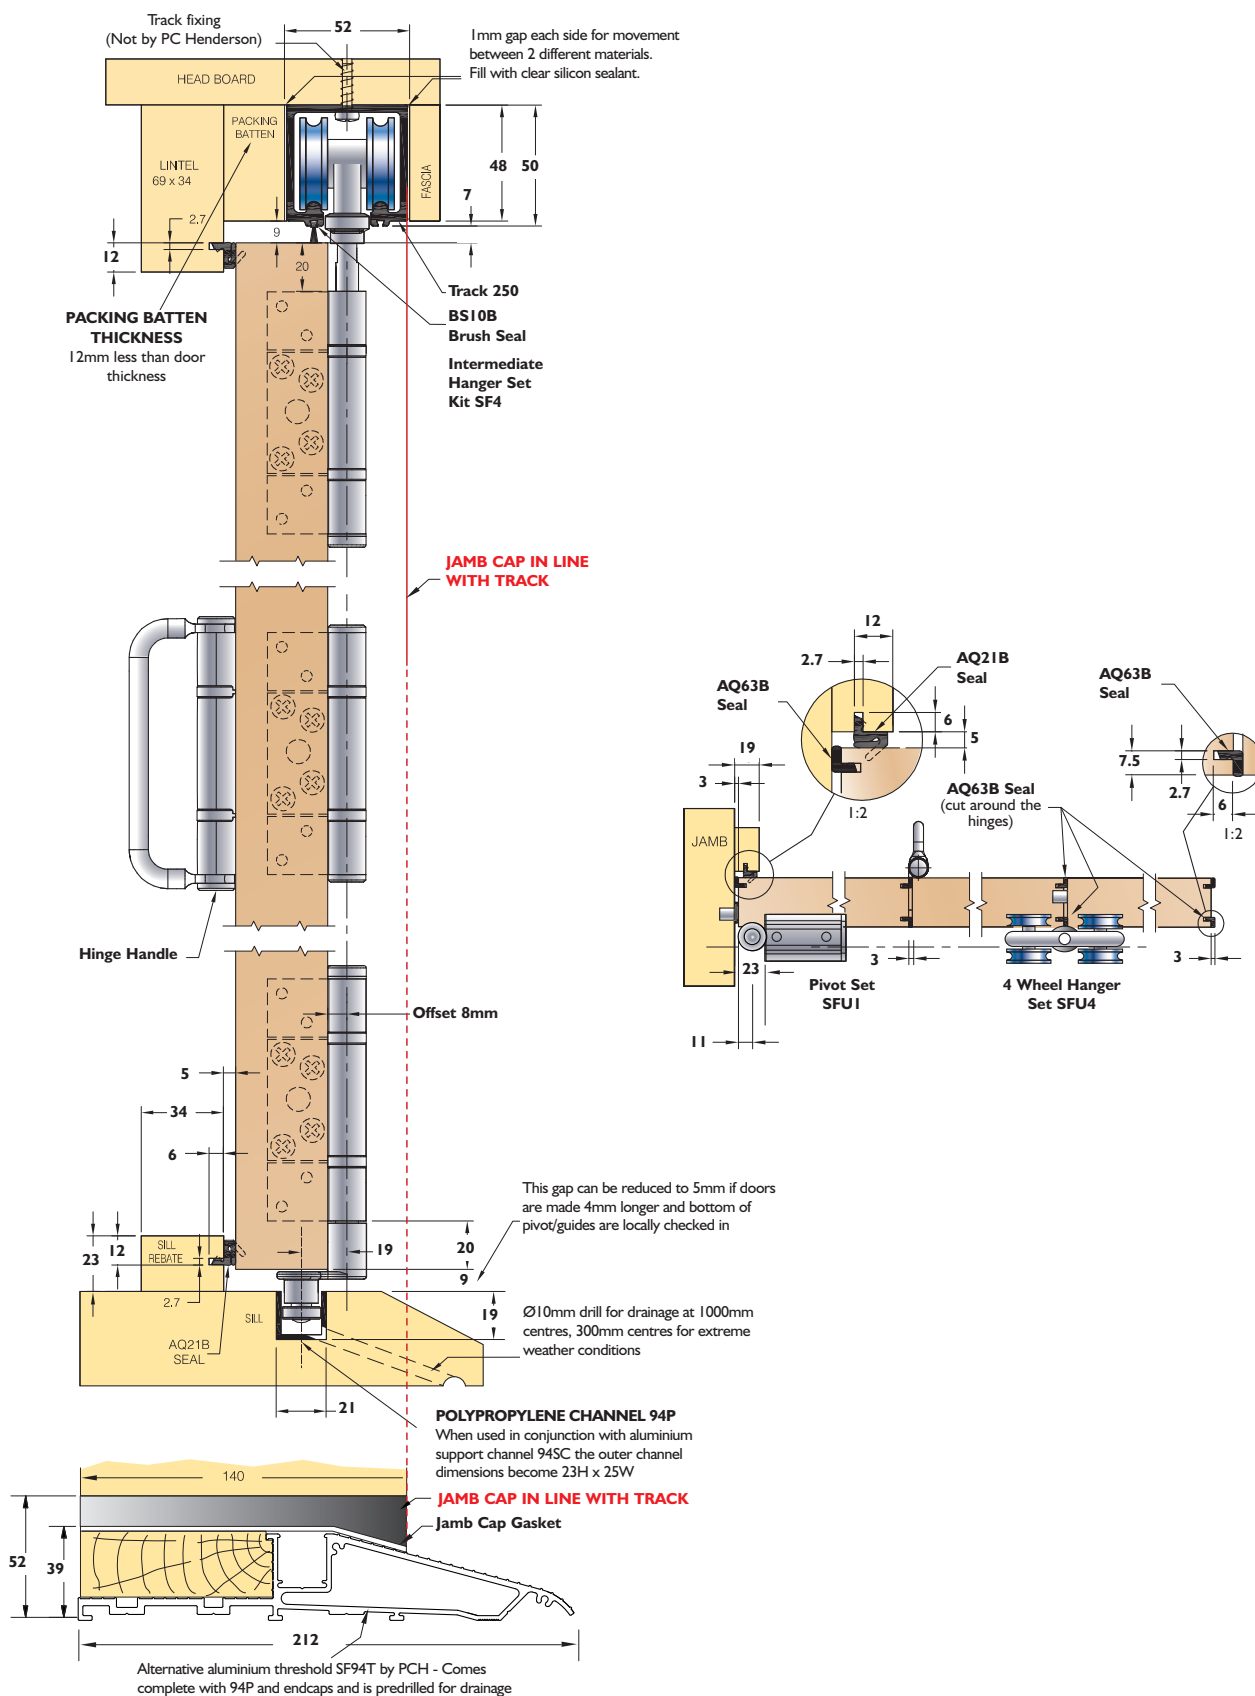 Track fixing
(Not by PC Henderson)
52
1mm gap each side for movement
between 2 different materials.
Fill with clear silicon sealant.
HEAD BOARD
PACKING
BATTEN
LINTEL
69 x 34
FASCIA
48
50
7
2.7
9
12
20
PACKING BATTEN
THICKNESS
12mm less than door
thickness
Track 250
BS10B
Brush Seal
Intermediate
Hanger Set
Kit SF4
JAMB CAP IN LINE
WITH TRACK
Hinge Handle
Offset 8mm
5
34
6
This gap can be reduced to 5mm if doors
are made 4mm longer and bottom of
pivot/guides are locally checked in
SILL
REBATE
23
12
2.7
19
20
9
19
SILL
AQ21B
SEAL
Ø10mm drill for drainage at 1000mm
centres, 300mm centres for extreme
weather conditions
21
POLYPROPYLENE CHANNEL 94P
When used in conjunction with aluminium
support channel 94SC the outer channel
dimensions become 23H x 25W
140
JAMB CAP IN LINE WITH TRACK
Jamb Cap Gasket
52
39
212
Alternative aluminium threshold SF94T by PCH - Comes
complete with 94P and endcaps and is predrilled for drainage
12
2.7
AQ21B
Seal
AQ63B
Seal
6
5
19
3
1:2
AQ63B
Seal
7.5
2.7
6
1:2
AQ63B Seal
(cut around the
hinges)
JAMB
23
11
3
3
Pivot Set
SFU1
4 Wheel Hanger
Set SFU4